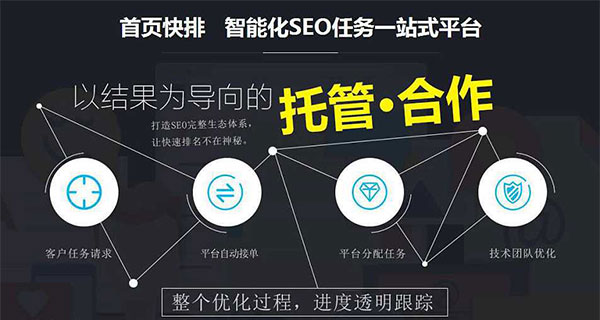 首页快排 智能化SEO任务一站式平台
以结果为导向的 托管·合作
打造SEO完整生态体系，
让快速排名不在神秘。
客户任务请求 平台自动接单 平台分配任务 技术团队优化
整个优化过程，进度透明跟踪